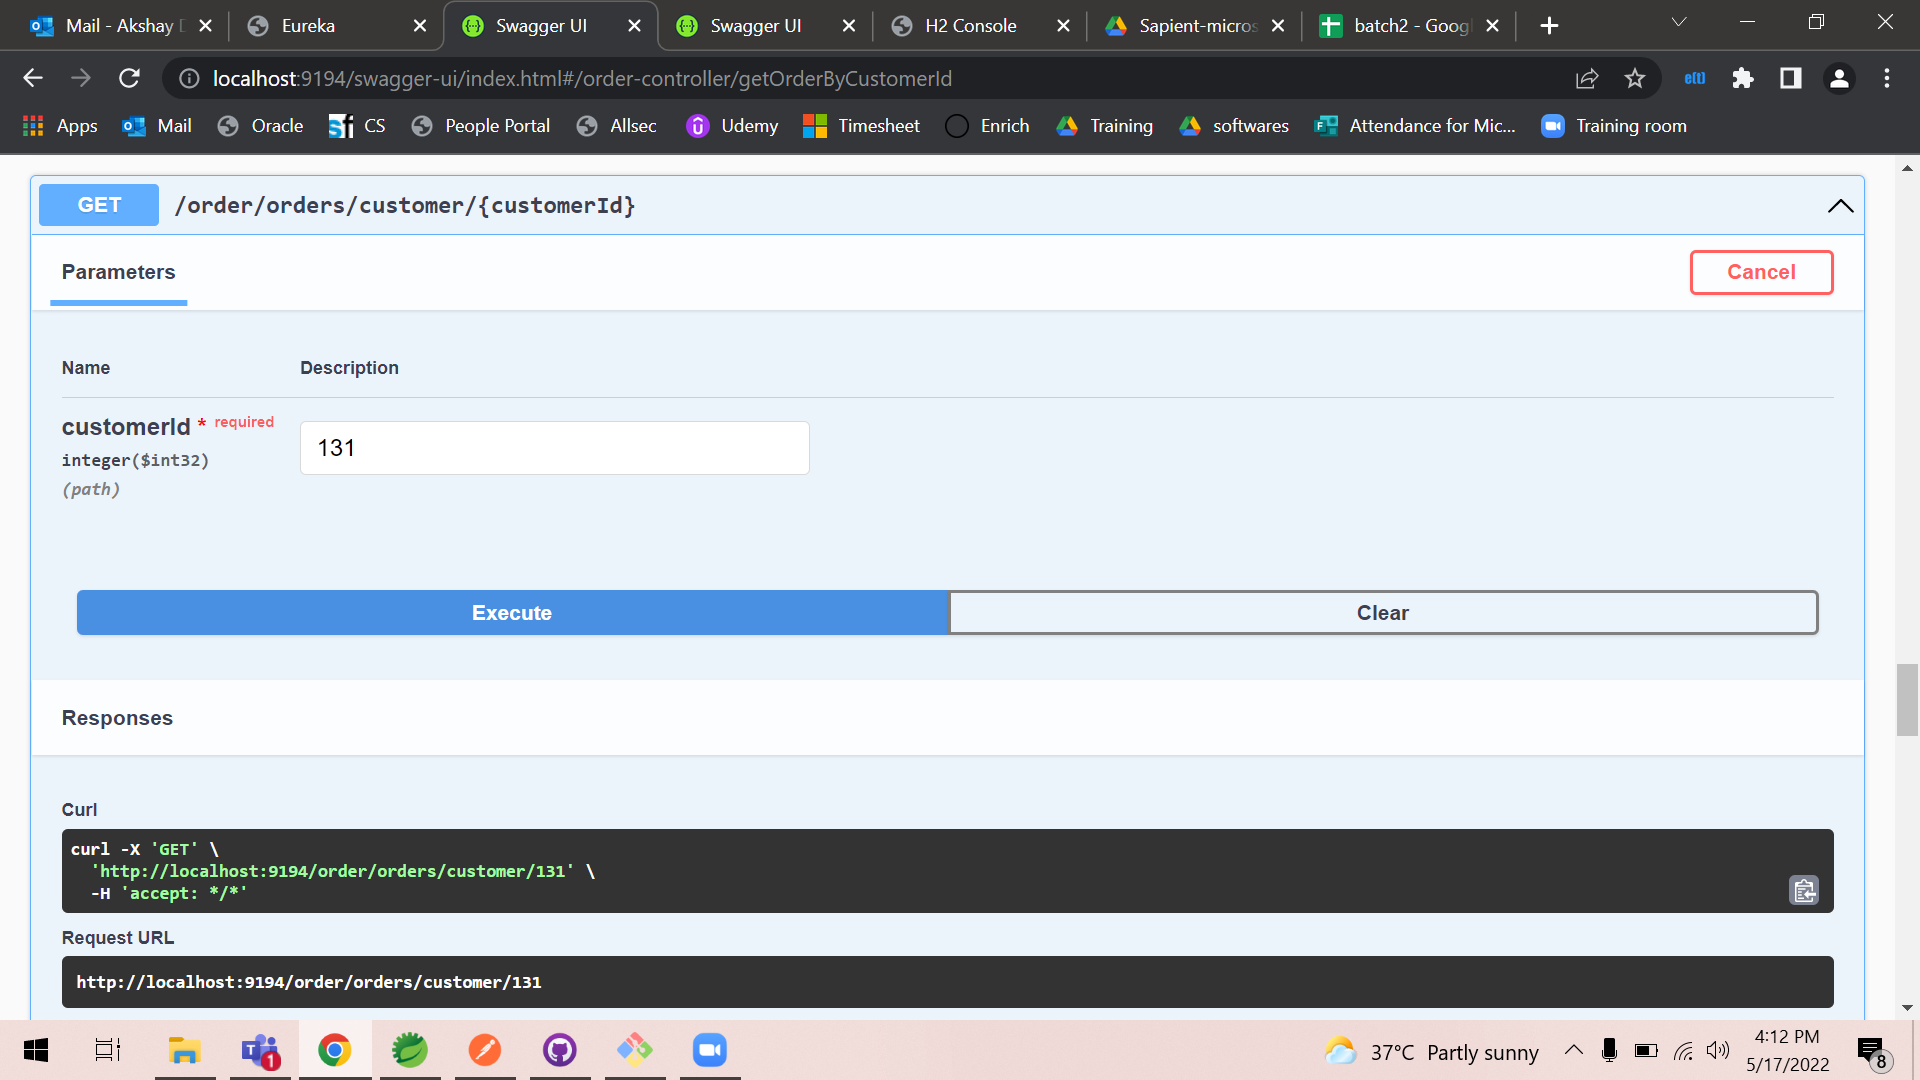 Mail - Akshay D
Eureka
Swagger UI
Swagger UI
H2 Console
Sapient-micros
batch2 - Goog
localhost:9194/swagger-ui/index.html#/order-controller/getOrderByCustomerId
e(t)
Apps
Mail
Oracle
CS
People Portal
Allsec
Udemy
Timesheet
Enrich
Training
softwares
Attendance for Mic...
Training room
GET /order/orders/customer/{customerId}
Parameters
Cancel
Name Description
customerId * required
131
integer($int32)
(path)
Execute
Clear
Responses
Curl
curl -X 'GET' \
'http://localhost:9194/order/orders/customer/131' \
-H 'accept: */*'
Request URL
http://localhost:9194/order/orders/customer/131
1
37°C Partly sunny
4:12 PM
5/17/2022
8